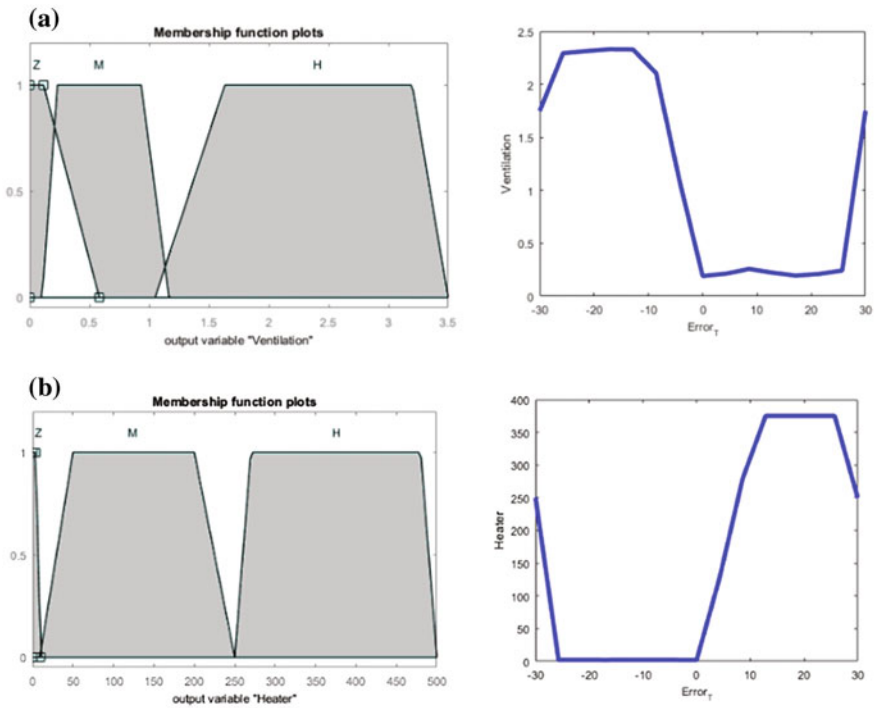 (a)
Membership function plots
Z M H
1
0.5
0
0 0.5 1 1.5 2 2.5 3 3.5
output variable "Ventilation"
2.5
2
1.5
1
0.5
0
Ventilation
-30 -20 -10 0 10 20 30
Error_T
(b)
Membership function plots
Z M H
1
0.5
0
0 50 100 150 200 250 300 350 400 450 500
output variable "Heater"
400
350
300
250
200
150
100
50
0
Heater
-30 -20 -10 0 10 20 30
Error_T